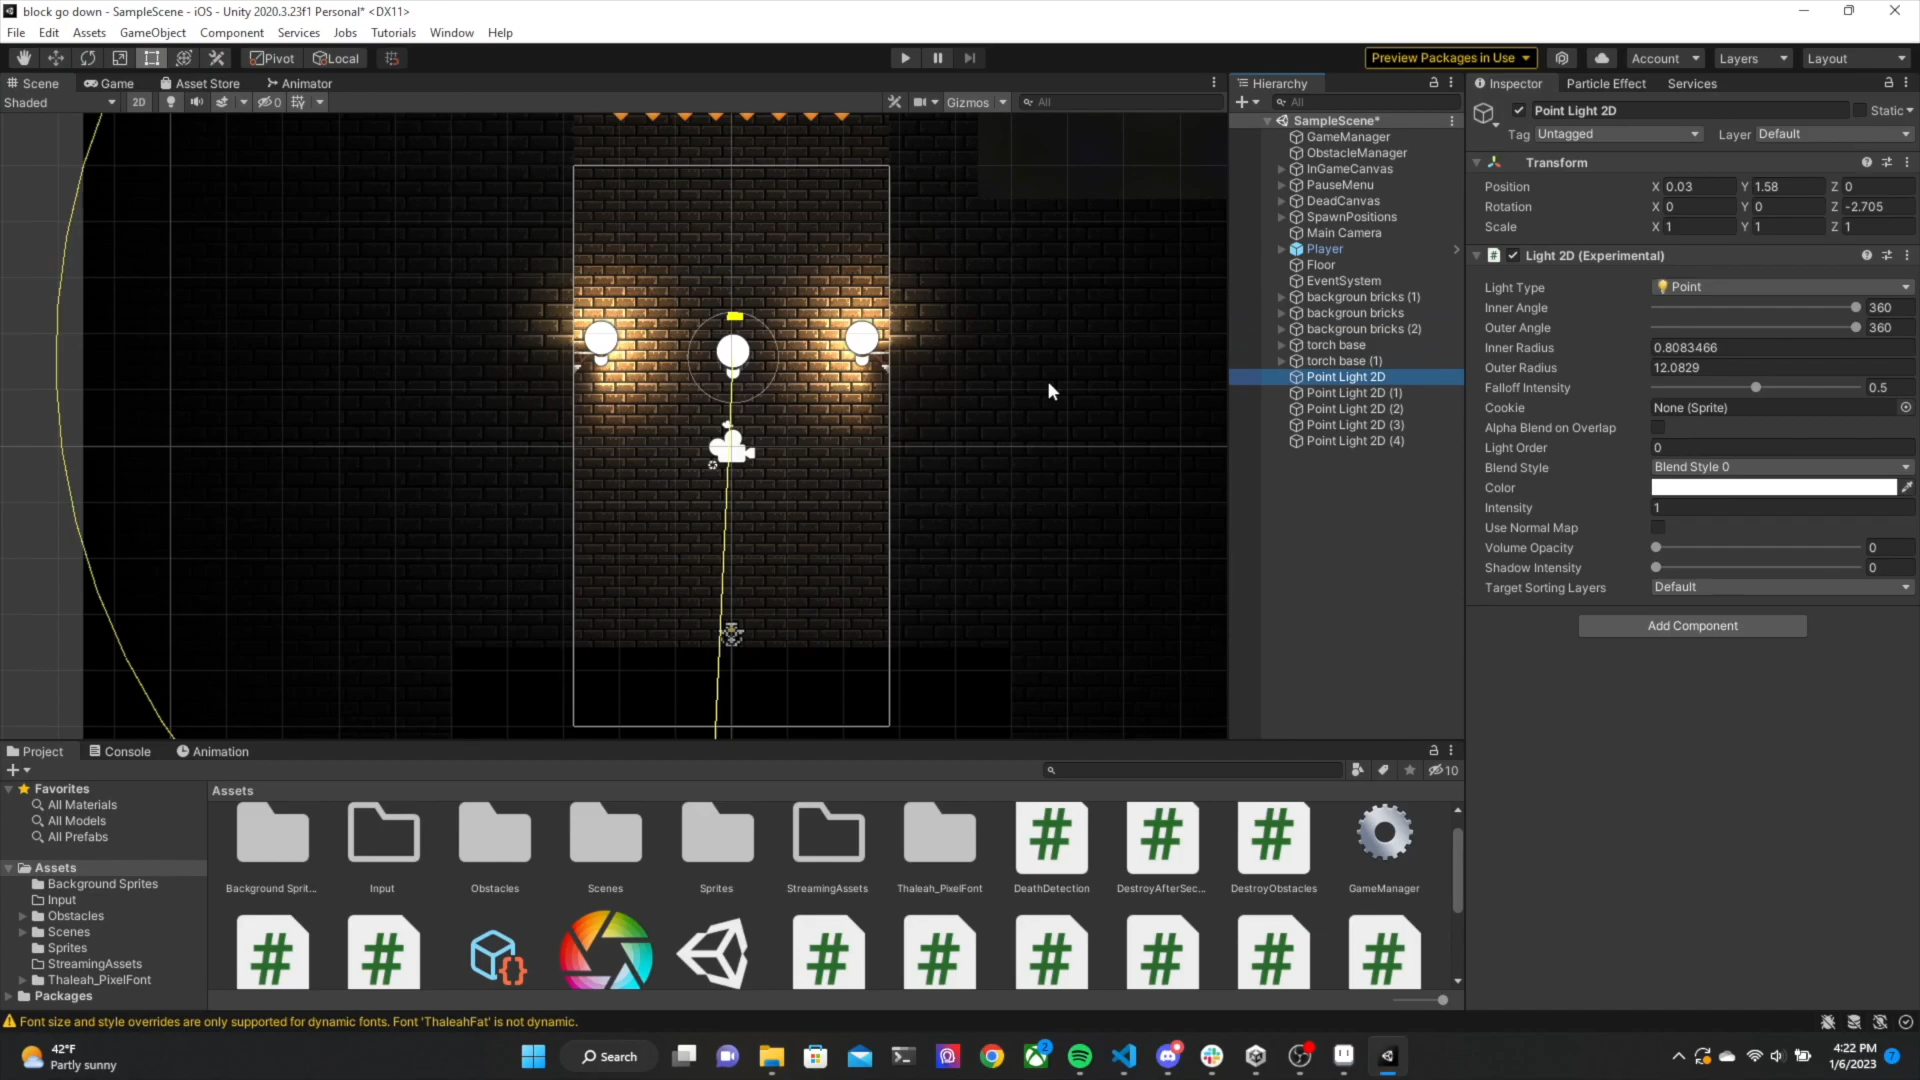 block go down - SampleScene - iOS - Unity 2020.3.23f1 Personal* <DX11>
File Edit Assets GameObject Component Services Jobs Tutorials Window Help
Pivot Local Preview Packages in Use Account Layers Layout
Scene Game Asset Store Animator
Shaded 2D 0 Gizmos All
Hierarchy
All
SampleScene*
GameManager
ObstacleManager
InGameCanvas
PauseMenu
DeadCanvas
SpawnPositions
Main Camera
Player
Floor
EventSystem
backgroun bricks (1)
backgroun bricks
backgroun bricks (2)
torch base
torch base (1)
Point Light 2D
Point Light 2D (1)
Point Light 2D (2)
Point Light 2D (3)
Point Light 2D (4)
Inspector Particle Effect Services
Point Light 2D Static
Tag Untagged Layer Default
Transform
Position X 0.03 Y 1.58 Z 0
Rotation X 0 Y 0 Z -2.705
Scale X 1 Y 1 Z 1
Light 2D (Experimental)
Light Type Point
Inner Angle 360
Outer Angle 360
Inner Radius 0.8083466
Outer Radius 12.0829
Falloff Intensity 0.5
Cookie None (Sprite)
Alpha Blend on Overlap
Light Order 0
Blend Style Blend Style 0
Color
Intensity 1
Use Normal Map
Volume Opacity 0
Shadow Intensity 0
Target Sorting Layers Default
Add Component
Project Console Animation
10
Favorites
All Materials
All Models
All Prefabs
Assets
Background Sprites
Input
Obstacles
Scenes
Sprites
StreamingAssets
Thaleah_PixelFont
Packages
Assets
Background Sprit... Input Obstacles Scenes Sprites StreamingAssets Thaleah_PixelFont DeathDetection DestroyAfterSec... DestroyObstacles GameManager
Font size and style overrides are only supported for dynamic fonts. Font 'ThaleahFat' is not dynamic.
42°F
Partly sunny
Search
2
4:22 PM
1/6/2023
7